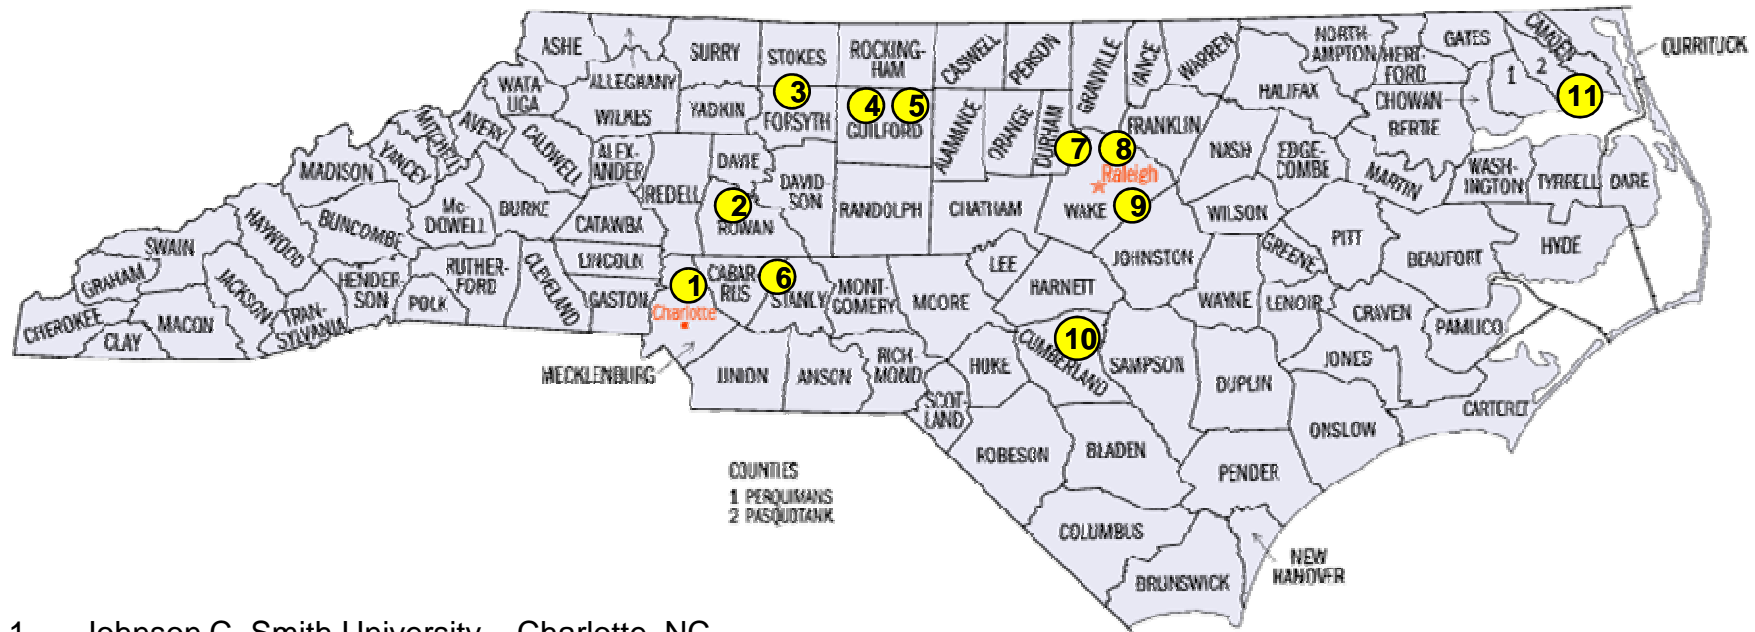 ASHE
SURRY
STOKES
ROCKING-
HAM
CASWELL
PERSON
GRANVILLE
VANCE
WARREN
NORTH-
AMPTON
HERT-
FORD
GATES
CAMDEN
CURRITUCK
WATA-
UGA
ALLEGHANY
WILKES
YADKIN
3
FORSYTH
4
5
GUILFORD
ALAMANCE
ORANGE
DURHAM
7
8
FRANKLIN
HALIFAX
CHOWAN
BERTIE
1
2
11
MITCHELL
AVERY
CALDWELL
ALEX-
ANDER
IREDELL
DAVIE
DAVID-
SON
Raleigh
NASH
EDGE-
COMBE
MARTIN
WASH-
INGTON
TYRRELL
DARE
MADISON
YANCEY
Mc-
DOWELL
BURKE
CATAWBA
2
ROWAN
RANDOLPH
CHATHAM
WAKE
9
WILSON
PITT
HYDE
HAYWOOD
BUNCOMBE
SWAIN
GRAHAM
JACKSON
HENDER-
SON
RUTHER-
FORD
CLEVELAND
LINCOLN
1
CABAR-
RUS
6
STANLY
MONT-
GOMERY
MOORE
LEE
HARNETT
JOHNSTON
GREENE
BEAUFORT
CHEROKEE
CLAY
MACON
TRAN-
SYLVANIA
POLK
GASTON
Charlotte
WAYNE
LENOIR
CRAVEN
PAMLICO
MECKLENBURG
UNION
ANSON
RICH-
MOND
HOKE
10
CUMBERLAND
SAMPSON
DUPLIN
JONES
CARTERET
SCOT-
LAND
ROBESON
BLADEN
ONSLOW
PENDER
COUNTIES
1 PERQUIMANS
2 PASQUOTANK
COLUMBUS
BRUNSWICK
NEW
HANOVER
1. Johnson C. Smith University – Charlotte, NC